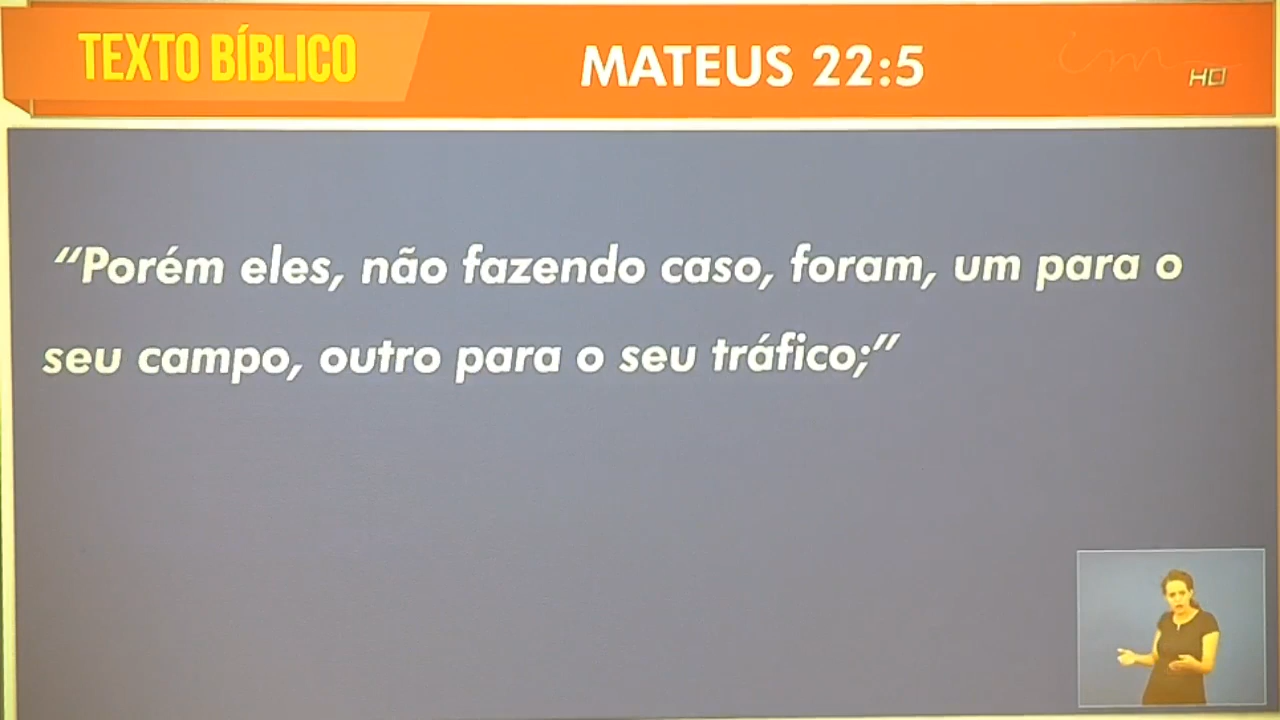 TEXTO BÍBLICO
MATEUS 22:5
HD
“Porém eles, não fazendo caso, foram, um para o
seu campo, outro para o seu tráfico;”